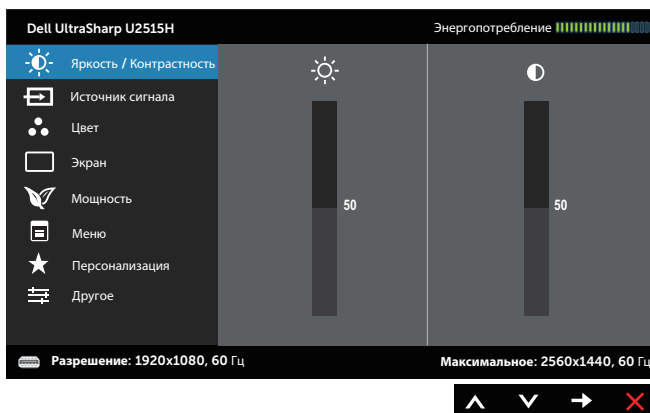 Dell UltraSharp U2515H
Энергопотребление
Яркость / Контрастность
Источник сигнала
Цвет
Экран
Мощность
Меню
Персонализация
Другое
50
50
Разрешение: 1920x1080, 60 Гц
Максимальное: 2560x1440, 60 Гц